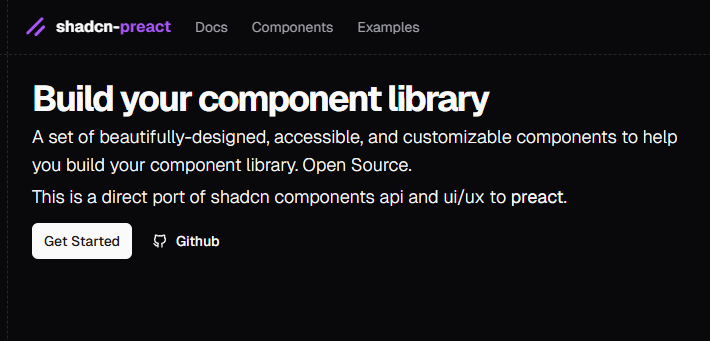 shadcn-preact Docs Components Examples
Build your component library
A set of beautifully-designed, accessible, and customizable components to help
you build your component library. Open Source.
This is a direct port of shadcn components api and ui/ux to preact.
Get Started Github